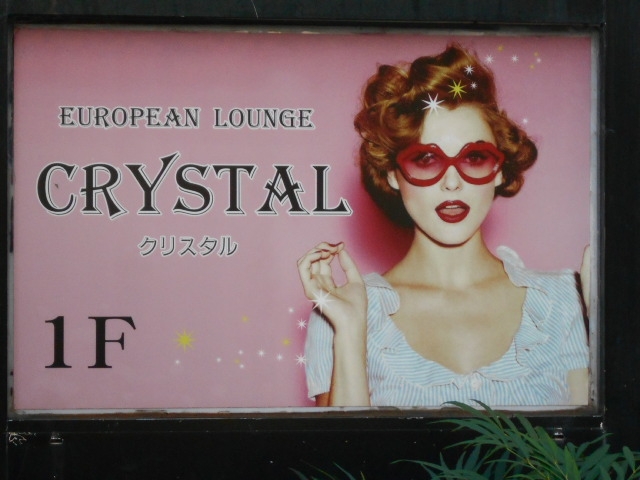 EUROPEAN LOUNGE
CRYSTAL
クリスタル
1F